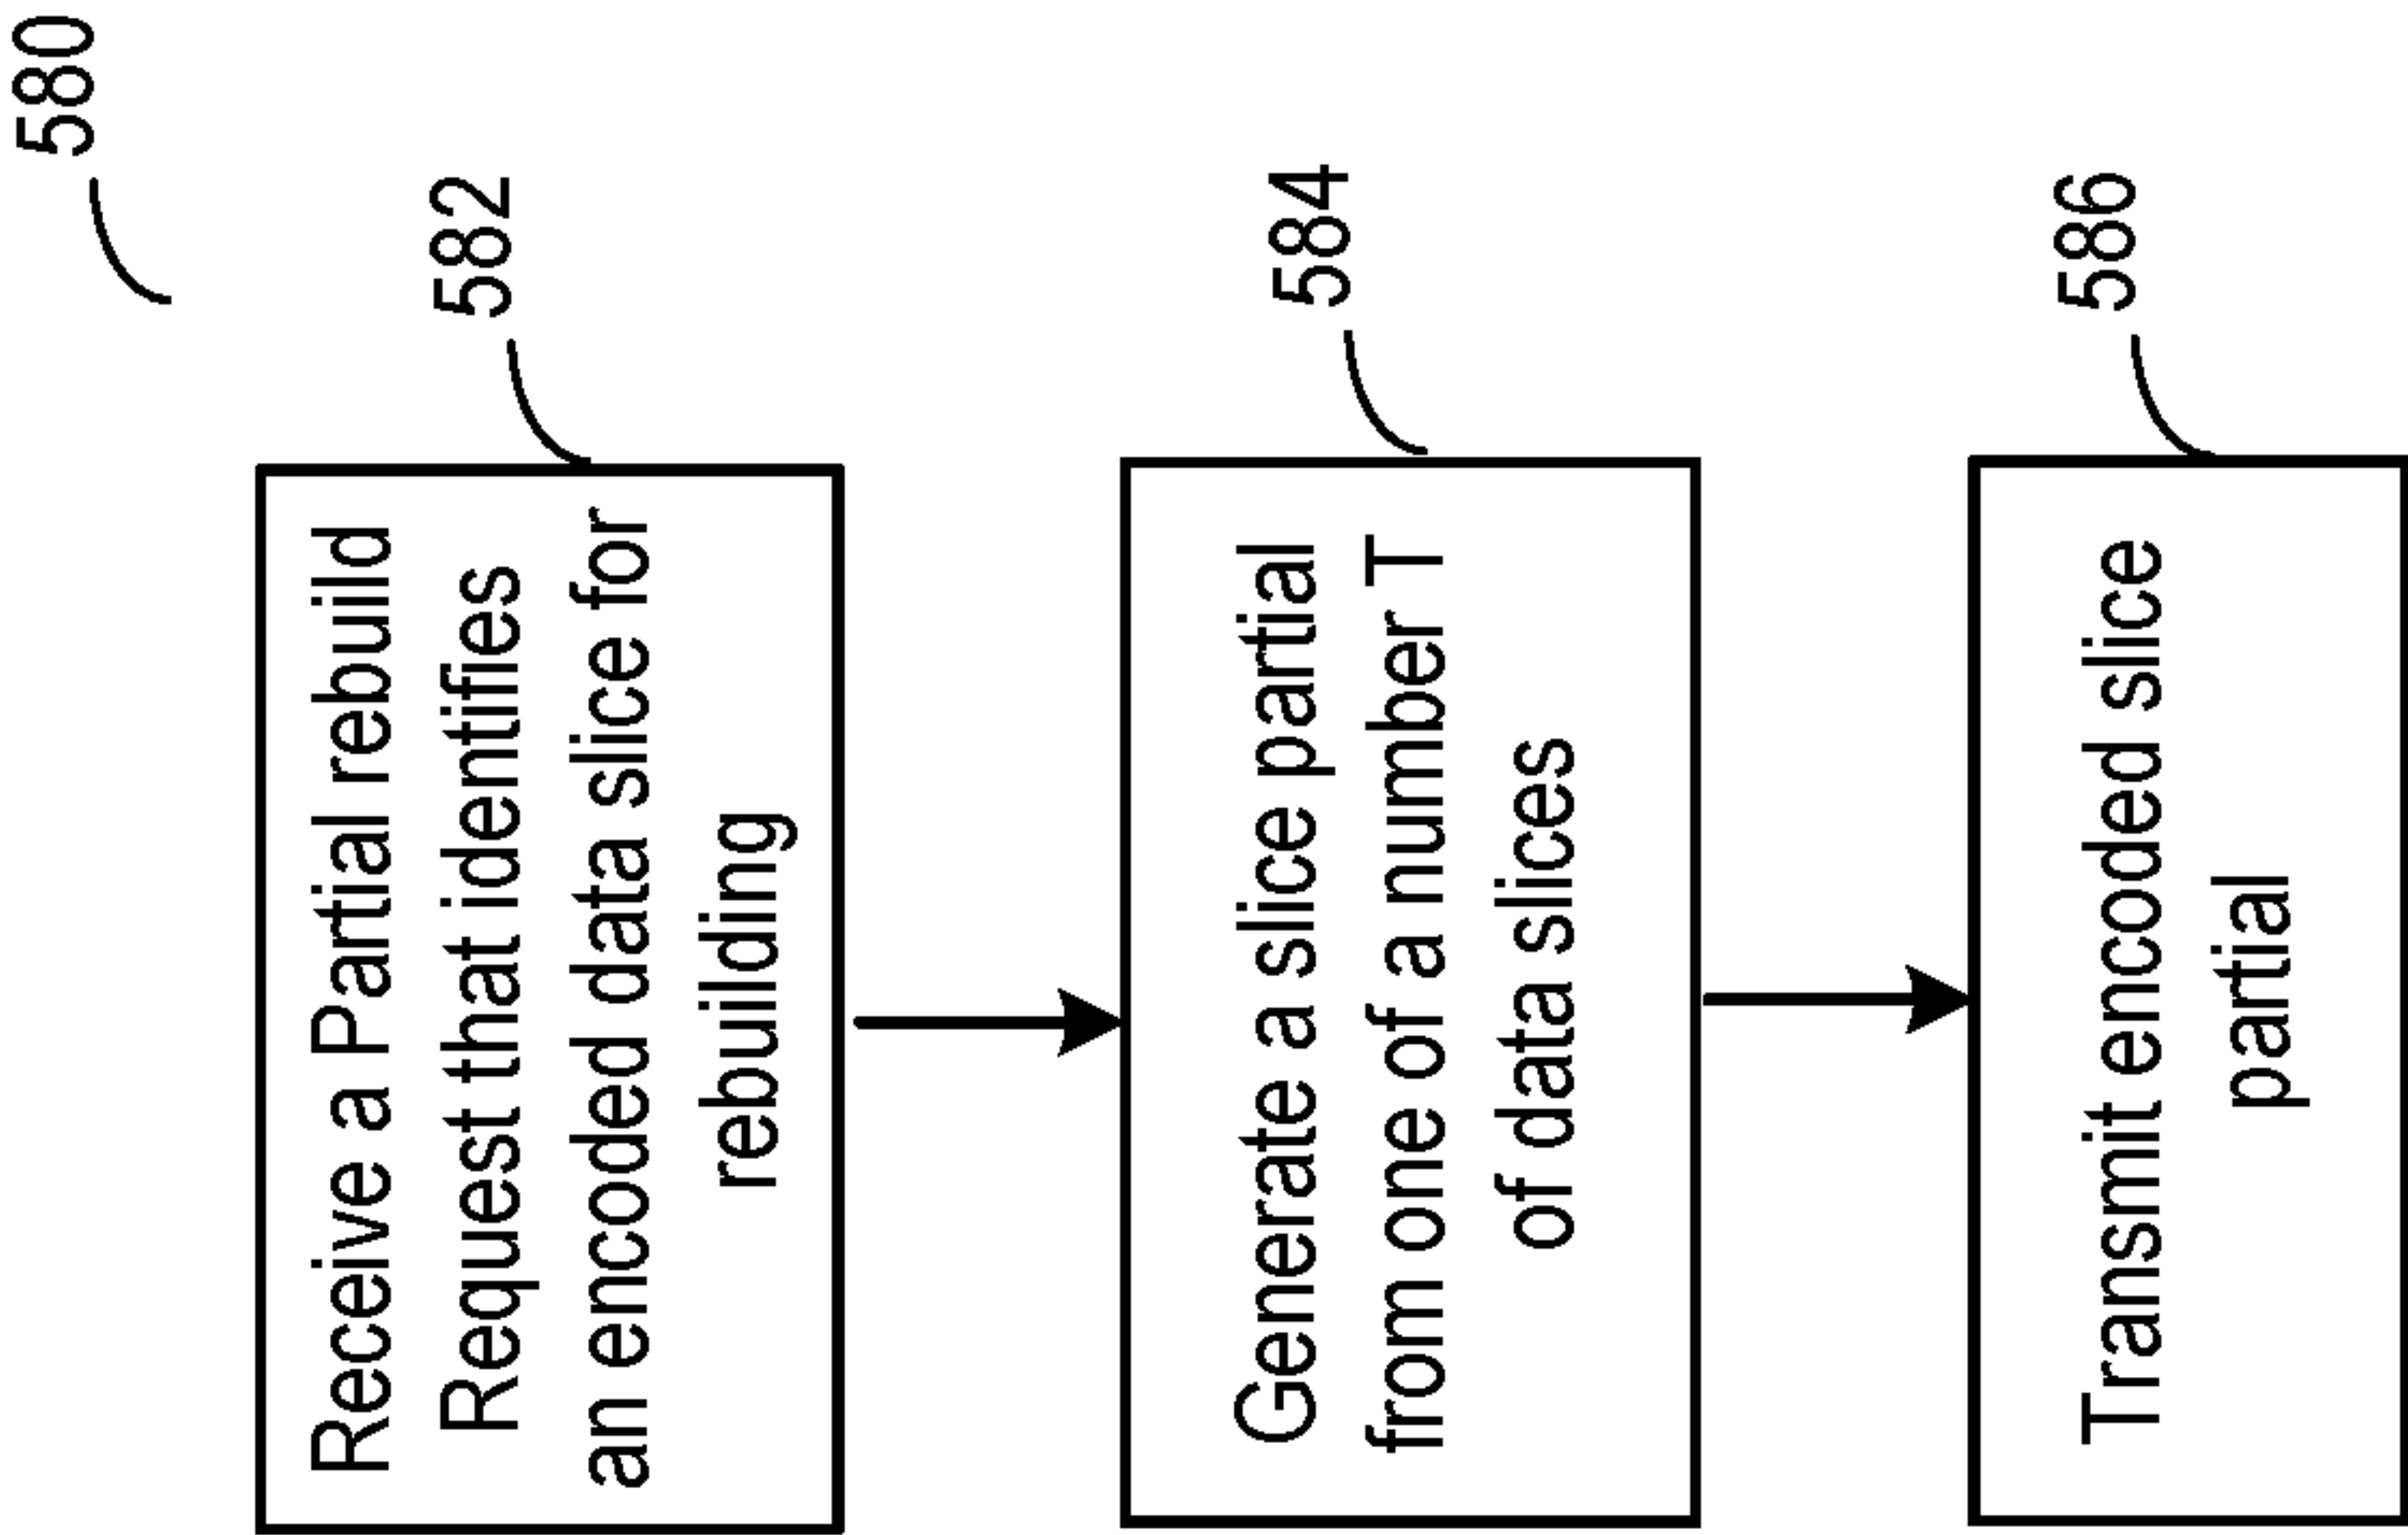 580
582
Receive a Partial rebuild
Request that identifies
an encoded data slice for
rebuilding
584
Generate a slice partial
from one of a number T
of data slices
586
Transmit encoded slice
partial